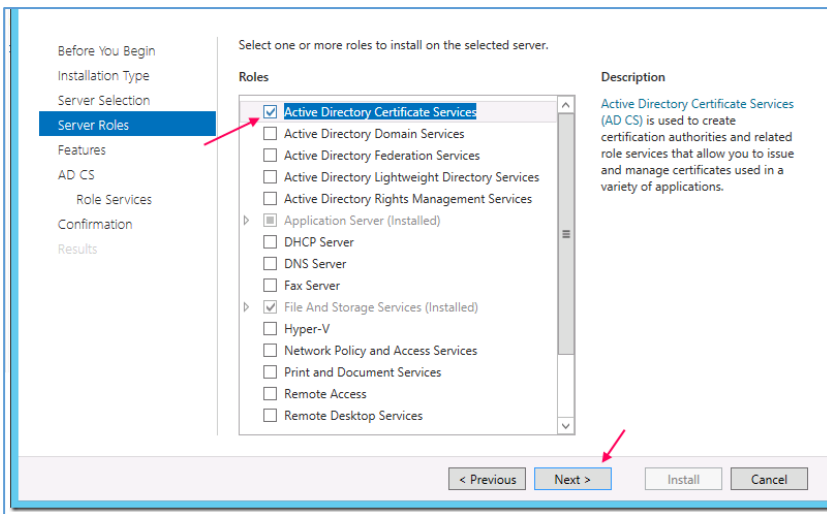 Before You Begin
Installation Type
Server Selection
Server Roles
Features
AD CS
Role Services
Confirmation
Results
Select one or more roles to install on the selected server.
Roles
Active Directory Certificate Services
Active Directory Domain Services
Active Directory Federation Services
Active Directory Lightweight Directory Services
Active Directory Rights Management Services
Application Server (Installed)
DHCP Server
DNS Server
Fax Server
File And Storage Services (Installed)
Hyper-V
Network Policy and Access Services
Print and Document Services
Remote Access
Remote Desktop Services
Description
Active Directory Certificate Services
(AD CS) is used to create
certification authorities and related
role services that allow you to issue
and manage certificates used in a
variety of applications.
< Previous
Next >
Install
Cancel